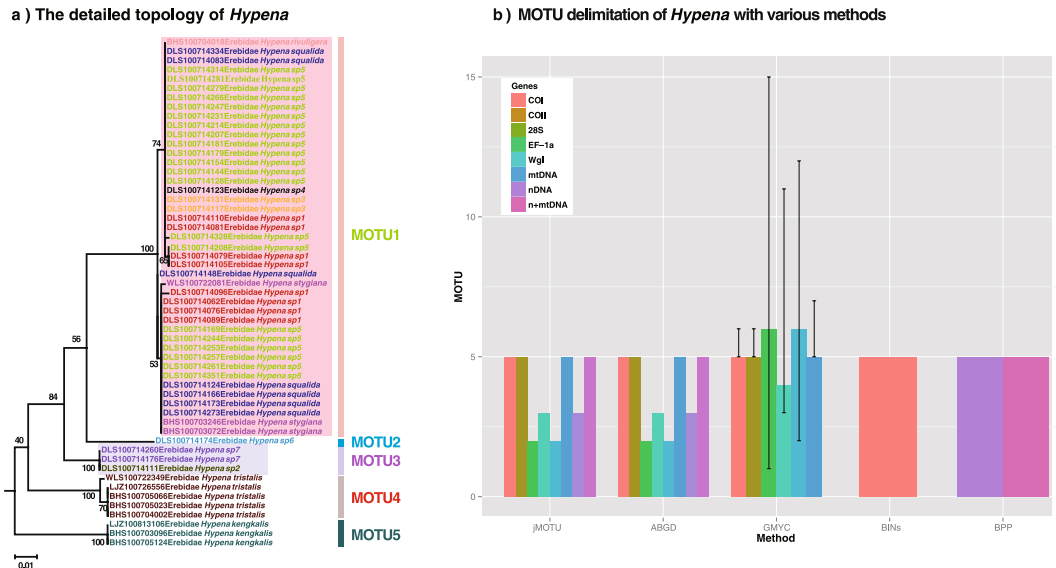 a ) The detailed topology of Hypena
BHS100704018Erebidae Hypena rivuligera
DLS100714334Erebidae Hypena squalida
DLS100714083Erebidae Hypena squalida
DLS100714314Erebidae Hypena sp5
DLS100714281Erebidae Hypena sp5
DLS100714279Erebidae Hypena sp5
DLS100714266Erebidae Hypena sp5
DLS100714247Erebidae Hypena sp5
DLS100714231Erebidae Hypena sp5
DLS100714214Erebidae Hypena sp5
DLS100714207Erebidae Hypena sp5
DLS100714181Erebidae Hypena sp5
DLS100714179Erebidae Hypena sp5
DLS100714154Erebidae Hypena sp5
DLS100714144Erebidae Hypena sp5
DLS100714128Erebidae Hypena sp5
DLS100714123Erebidae Hypena sp4
DLS100714131Erebidae Hypena sp3
DLS100714117Erebidae Hypena sp3
DLS100714110Erebidae Hypena sp1
DLS100714081Erebidae Hypena sp1
DLS100714328Erebidae Hypena sp5
DLS100714208Erebidae Hypena sp5
DLS100714079Erebidae Hypena sp1
DLS100714105Erebidae Hypena sp1
DLS100714148Erebidae Hypena squalida
WLS100722081Erebidae Hypena stygiana
DLS100714096Erebidae Hypena sp1
DLS100714062Erebidae Hypena sp1
DLS100714076Erebidae Hypena sp1
DLS100714089Erebidae Hypena sp1
DLS100714169Erebidae Hypena sp5
DLS100714244Erebidae Hypena sp5
DLS100714253Erebidae Hypena sp5
DLS100714257Erebidae Hypena sp5
DLS100714261Erebidae Hypena sp5
DLS100714351Erebidae Hypena sp5
DLS100714124Erebidae Hypena squalida
DLS100714166Erebidae Hypena squalida
DLS100714173Erebidae Hypena squalida
DLS100714273Erebidae Hypena squalida
BHS100703246Erebidae Hypena stygiana
BHS100703072Erebidae Hypena stygiana
DLS100714174Erebidae Hypena sp6
DLS100714260Erebidae Hypena sp7
DLS100714176Erebidae Hypena sp7
DLS100714111Erebidae Hypena sp2
WLS100722349Erebidae Hypena tristalis
LJZ100726556Erebidae Hypena tristalis
BHS100705066Erebidae Hypena tristalis
BHS100705023Erebidae Hypena tristalis
BHS100704002Erebidae Hypena tristalis
LJZ100813106Erebidae Hypena kengkalis
BHS100703096Erebidae Hypena kengkalis
BHS100705124Erebidae Hypena kengkalis
74
100
65
53
56
84
40
100
100
70
100
0.01
MOTU1
MOTU2
MOTU3
MOTU4
MOTU5
b ) MOTU delimitation of Hypena with various methods
Genes
COI
COII
28S
EF-1a
Wgl
mtDNA
nDNA
n+mtDNA
MOTU
15
10
5
0
jMOTU
ABGD
GMYC
BINs
BPP
Method